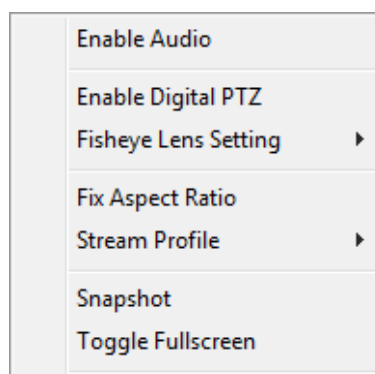 Enable Audio
Enable Digital PTZ
Fisheye Lens Setting
Fix Aspect Ratio
Stream Profile
Snapshot
Toggle Fullscreen